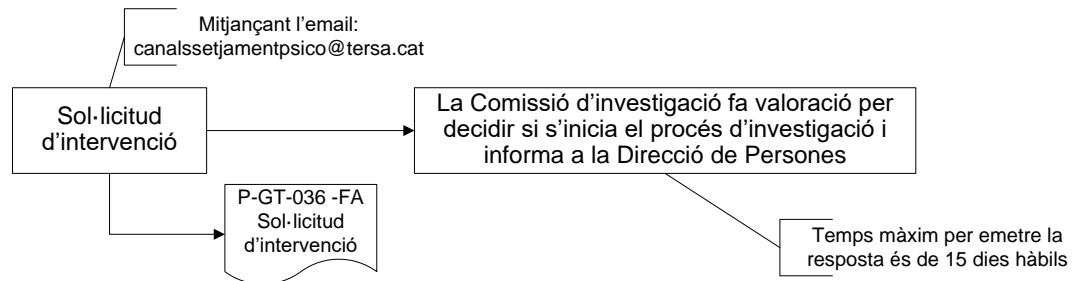 Mitjançant l'email:
canalssetjamentpsico@tersa.cat
Sol·licitud
d'intervenció
La Comissió d'investigació fa valoració per
decidir si s'inicia el procés d'investigació i
informa a la Direcció de Persones
P-GT-036 -FA
Sol·licitud
d'intervenció
Temps màxim per emetre la
resposta és de 15 dies hàbils